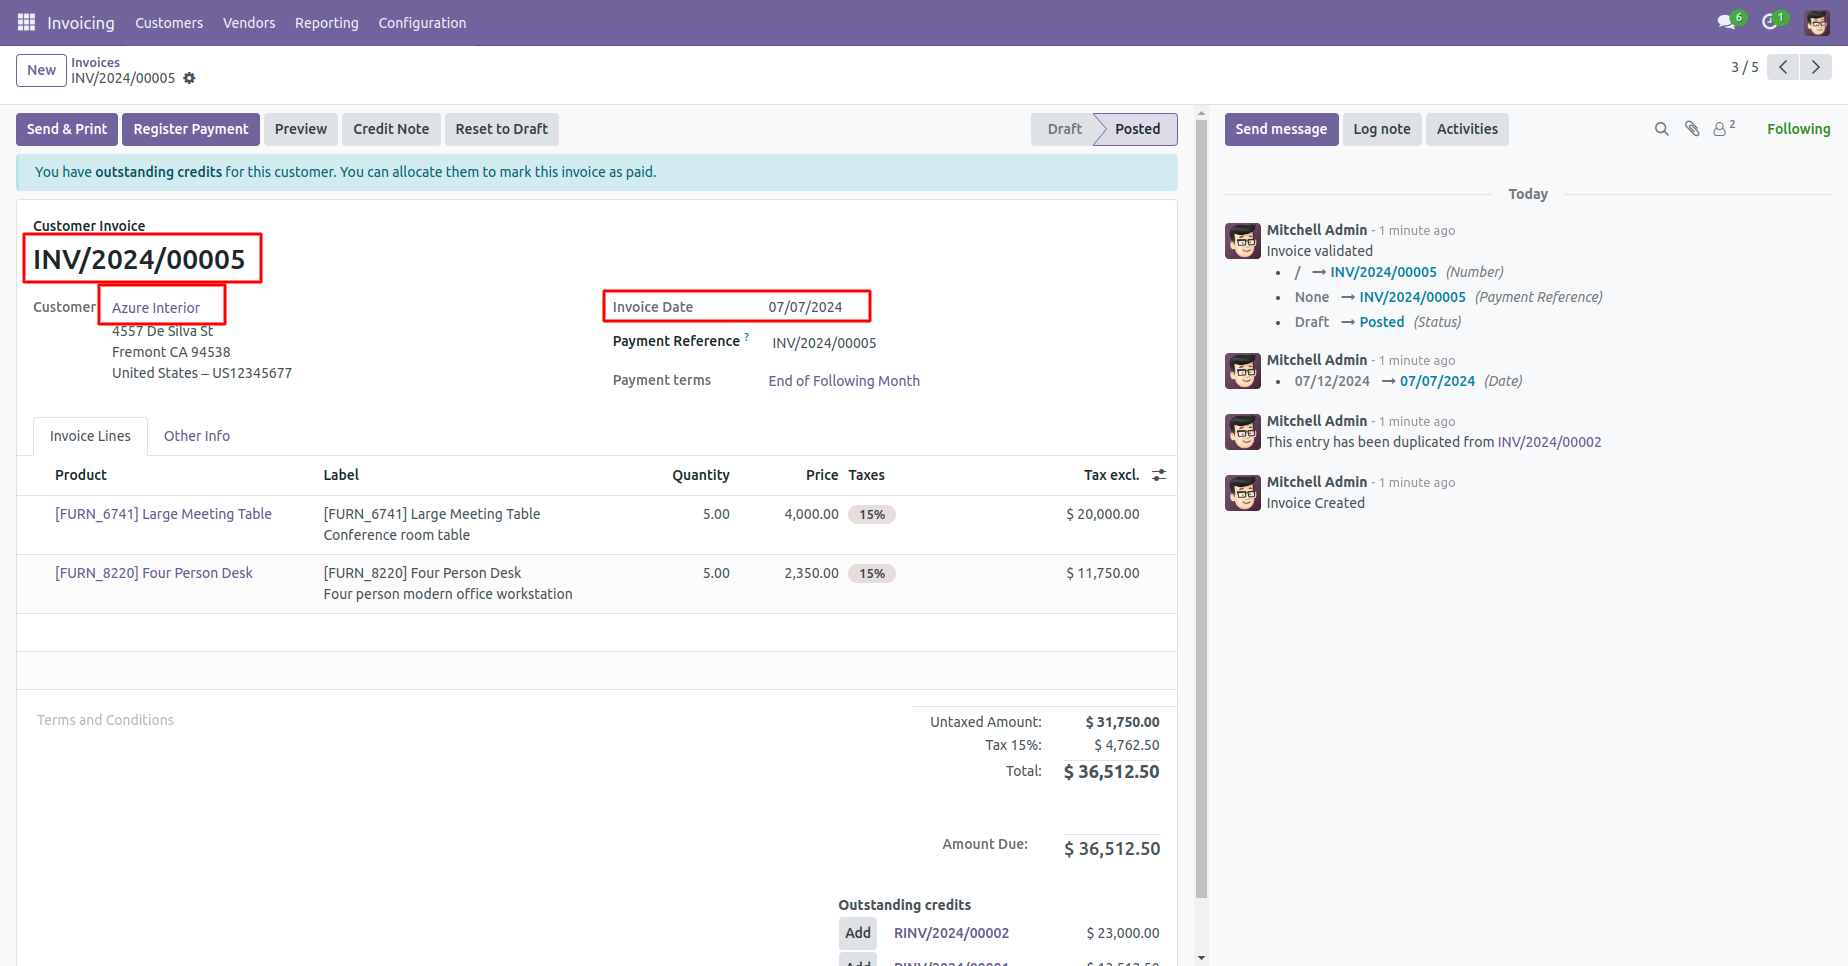 Invoicing Customers Vendors Reporting Configuration 6 1
New Invoices
INV/2024/00005
3 / 5
Send & Print Register Payment Preview Credit Note Reset to Draft Draft Posted
Send message Log note Activities 2 Following
You have outstanding credits for this customer. You can allocate them to mark this invoice as paid.
Customer Invoice
INV/2024/00005
Customer Azure Interior
4557 De Silva St
Fremont CA 94538
United States – US12345677
Invoice Date 07/07/2024
Payment Reference ? INV/2024/00005
Payment terms End of Following Month
Invoice Lines Other Info
Product Label Quantity Price Taxes Tax excl.
[FURN_6741] Large Meeting Table [FURN_6741] Large Meeting Table 5.00 4,000.00 15% $ 20,000.00
Conference room table
[FURN_8220] Four Person Desk [FURN_8220] Four Person Desk 5.00 2,350.00 15% $ 11,750.00
Four person modern office workstation
Terms and Conditions
Untaxed Amount: $ 31,750.00
Tax 15%: $ 4,762.50
Total: $ 36,512.50
Amount Due: $ 36,512.50
Outstanding credits
Add RINV/2024/00002 $ 23,000.00
Today
Mitchell Admin - 1 minute ago
Invoice validated
• / → INV/2024/00005 (Number)
• None → INV/2024/00005 (Payment Reference)
• Draft → Posted (Status)
Mitchell Admin - 1 minute ago
• 07/12/2024 → 07/07/2024 (Date)
Mitchell Admin - 1 minute ago
This entry has been duplicated from INV/2024/00002
Mitchell Admin - 1 minute ago
Invoice Created